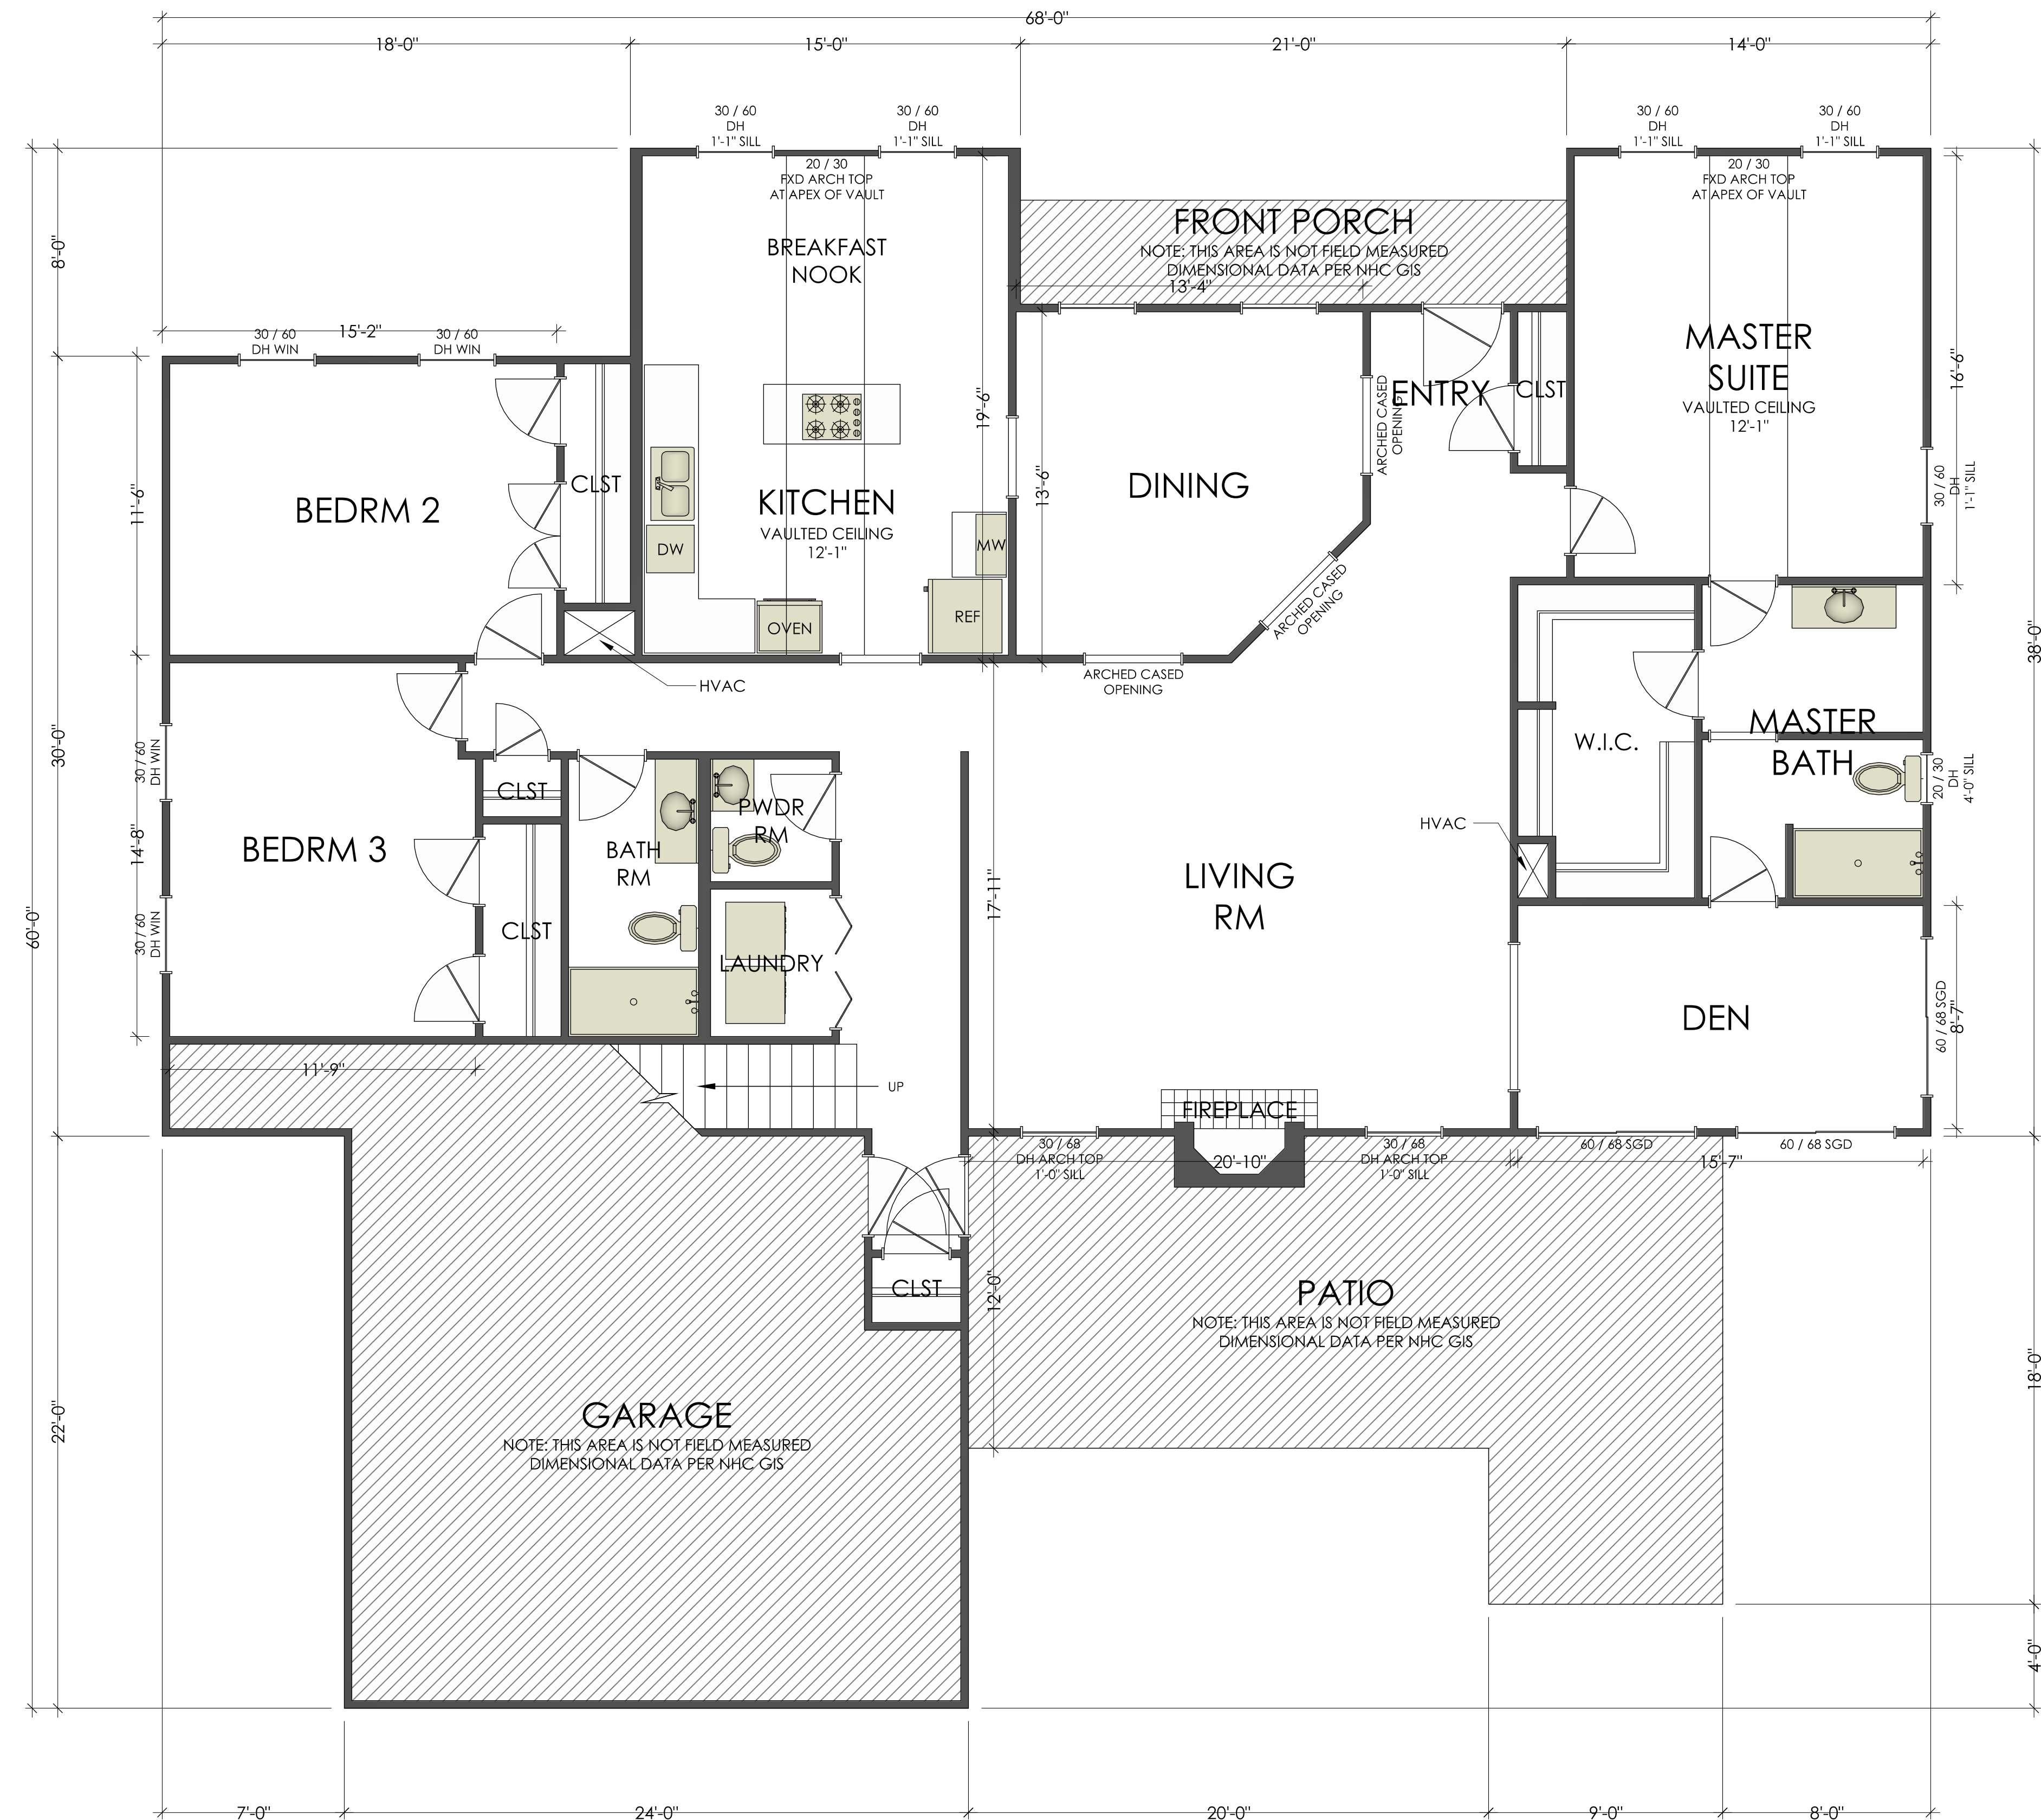 68'-0"
18'-0"
15'-0"
21'-0"
14'-0"
30 / 60
DH
1'-1" SILL
30 / 60
DH
1'-1" SILL
30 / 60
DH
1'-1" SILL
30 / 60
DH
1'-1" SILL
20 / 30
FXD ARCH TOP
AT APEX OF VAULT
20 / 30
FXD ARCH TOP
AT APEX OF VAULT
8'-0"
BREAKFAST
NOOK
FRONT PORCH
NOTE: THIS AREA IS NOT FIELD MEASURED
DIMENSIONAL DATA PER NHC GIS
13'-4"
15'-2"
30 / 60
DH WIN
30 / 60
DH WIN
MASTER
SUITE
VAULTED CEILING
12'-1"
16'-6"
19'-6"
ARCHED CASED
OPENING
ENTRY
CLST
11'-6"
BEDRM 2
CLST
KITCHEN
VAULTED CEILING
12'-1"
13'-6"
DINING
30 / 60
DH
1'-1" SILL
DW
MW
OVEN
REF
ARCHED CASED
OPENING
ARCHED CASED
OPENING
HVAC
38'-0"
30'-0"
60'-0"
30 / 60
DH WIN
14'-8"
BEDRM 3
30 / 60
DH WIN
CLST
CLST
BATH
RM
PWDR
RM
LAUNDRY
17'-11"
LIVING
RM
W.I.C.
HVAC
MASTER
BATH
20 / 30
DH
4'-0" SILL
DEN
60 / 68 SGD
8'-7"
11'-9"
UP
FIREPLACE
30 / 68
DH ARCH TOP
1'-0" SILL
20'-10"
30 / 68
DH ARCH TOP
1'-0" SILL
60 / 68 SGD
60 / 68 SGD
15'-7"
CLST
12'-0"
PATIO
NOTE: THIS AREA IS NOT FIELD MEASURED
DIMENSIONAL DATA PER NHC GIS
18'-0"
22'-0"
GARAGE
NOTE: THIS AREA IS NOT FIELD MEASURED
DIMENSIONAL DATA PER NHC GIS
4'-0"
7'-0"
24'-0"
20'-0"
9'-0"
8'-0"